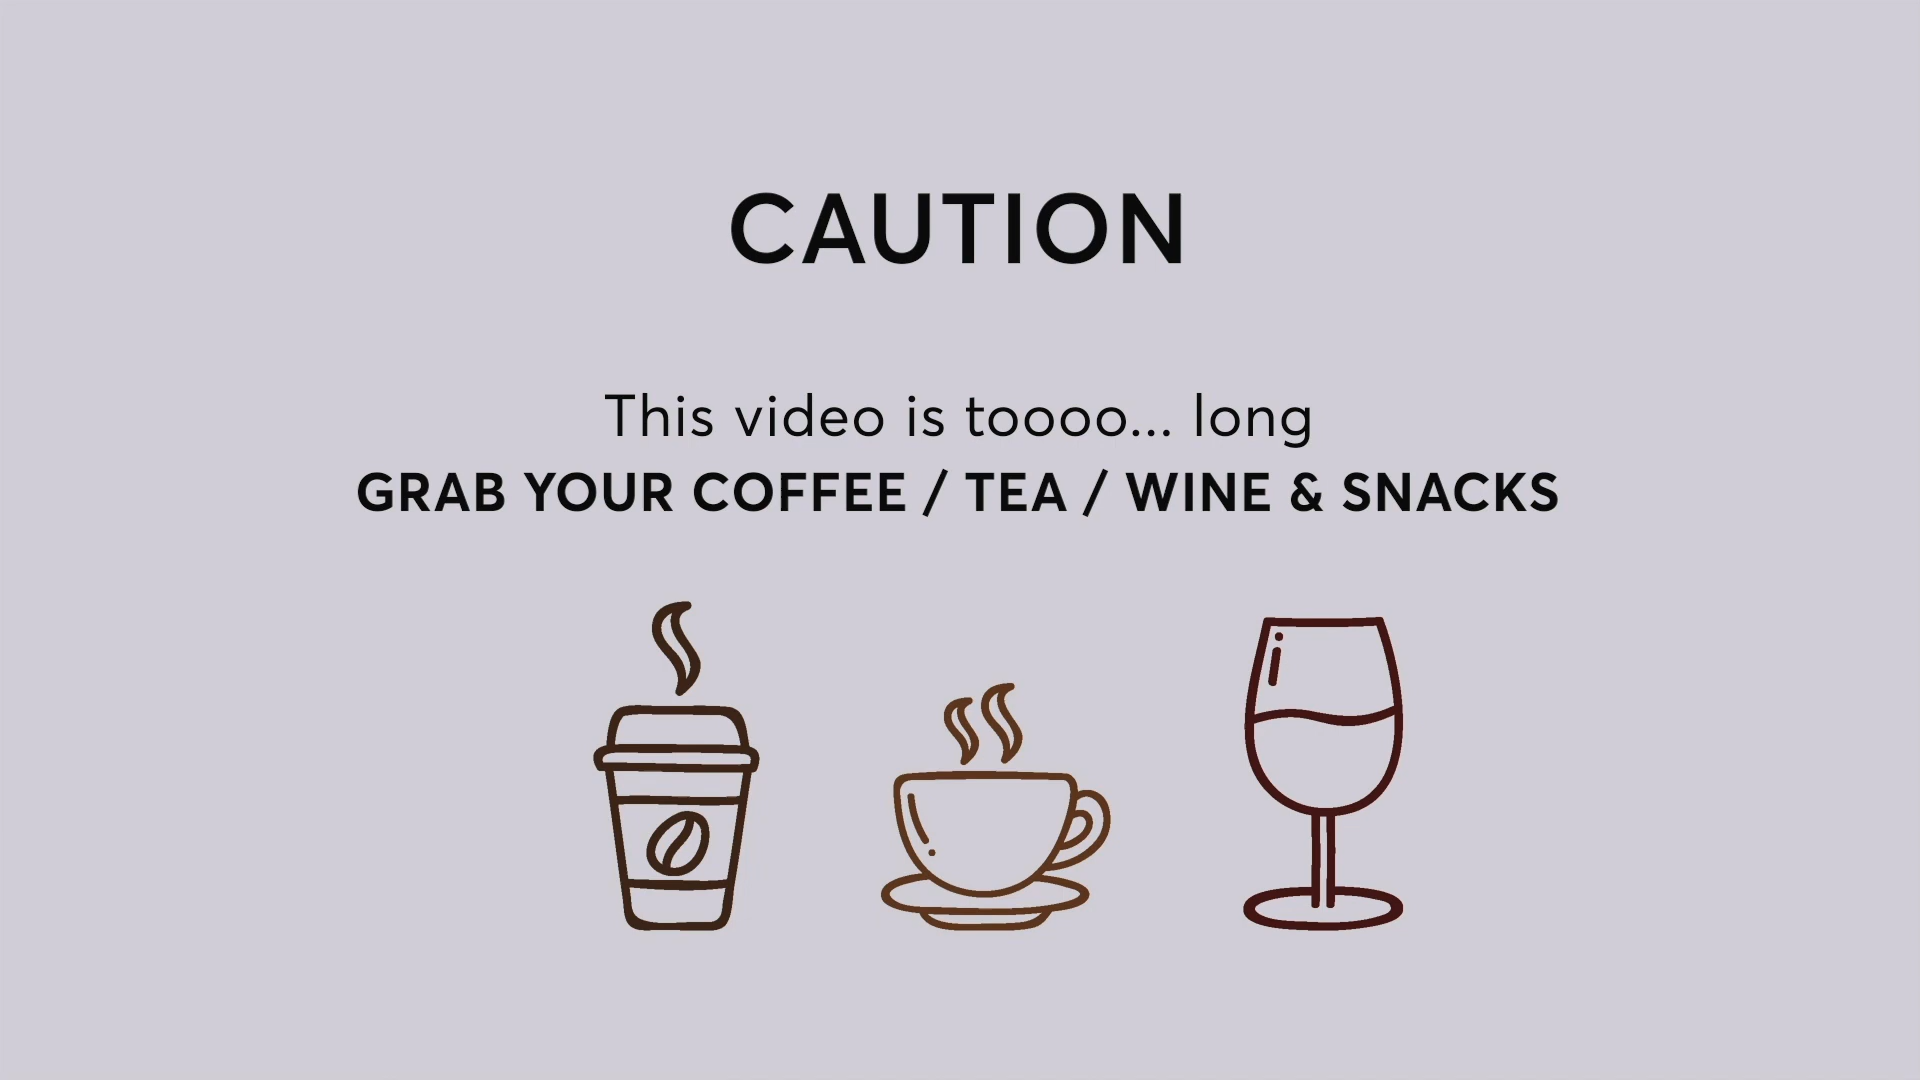 CAUTION
This video is toooo... long
GRAB YOUR COFFEE / TEA / WINE & SNACKS